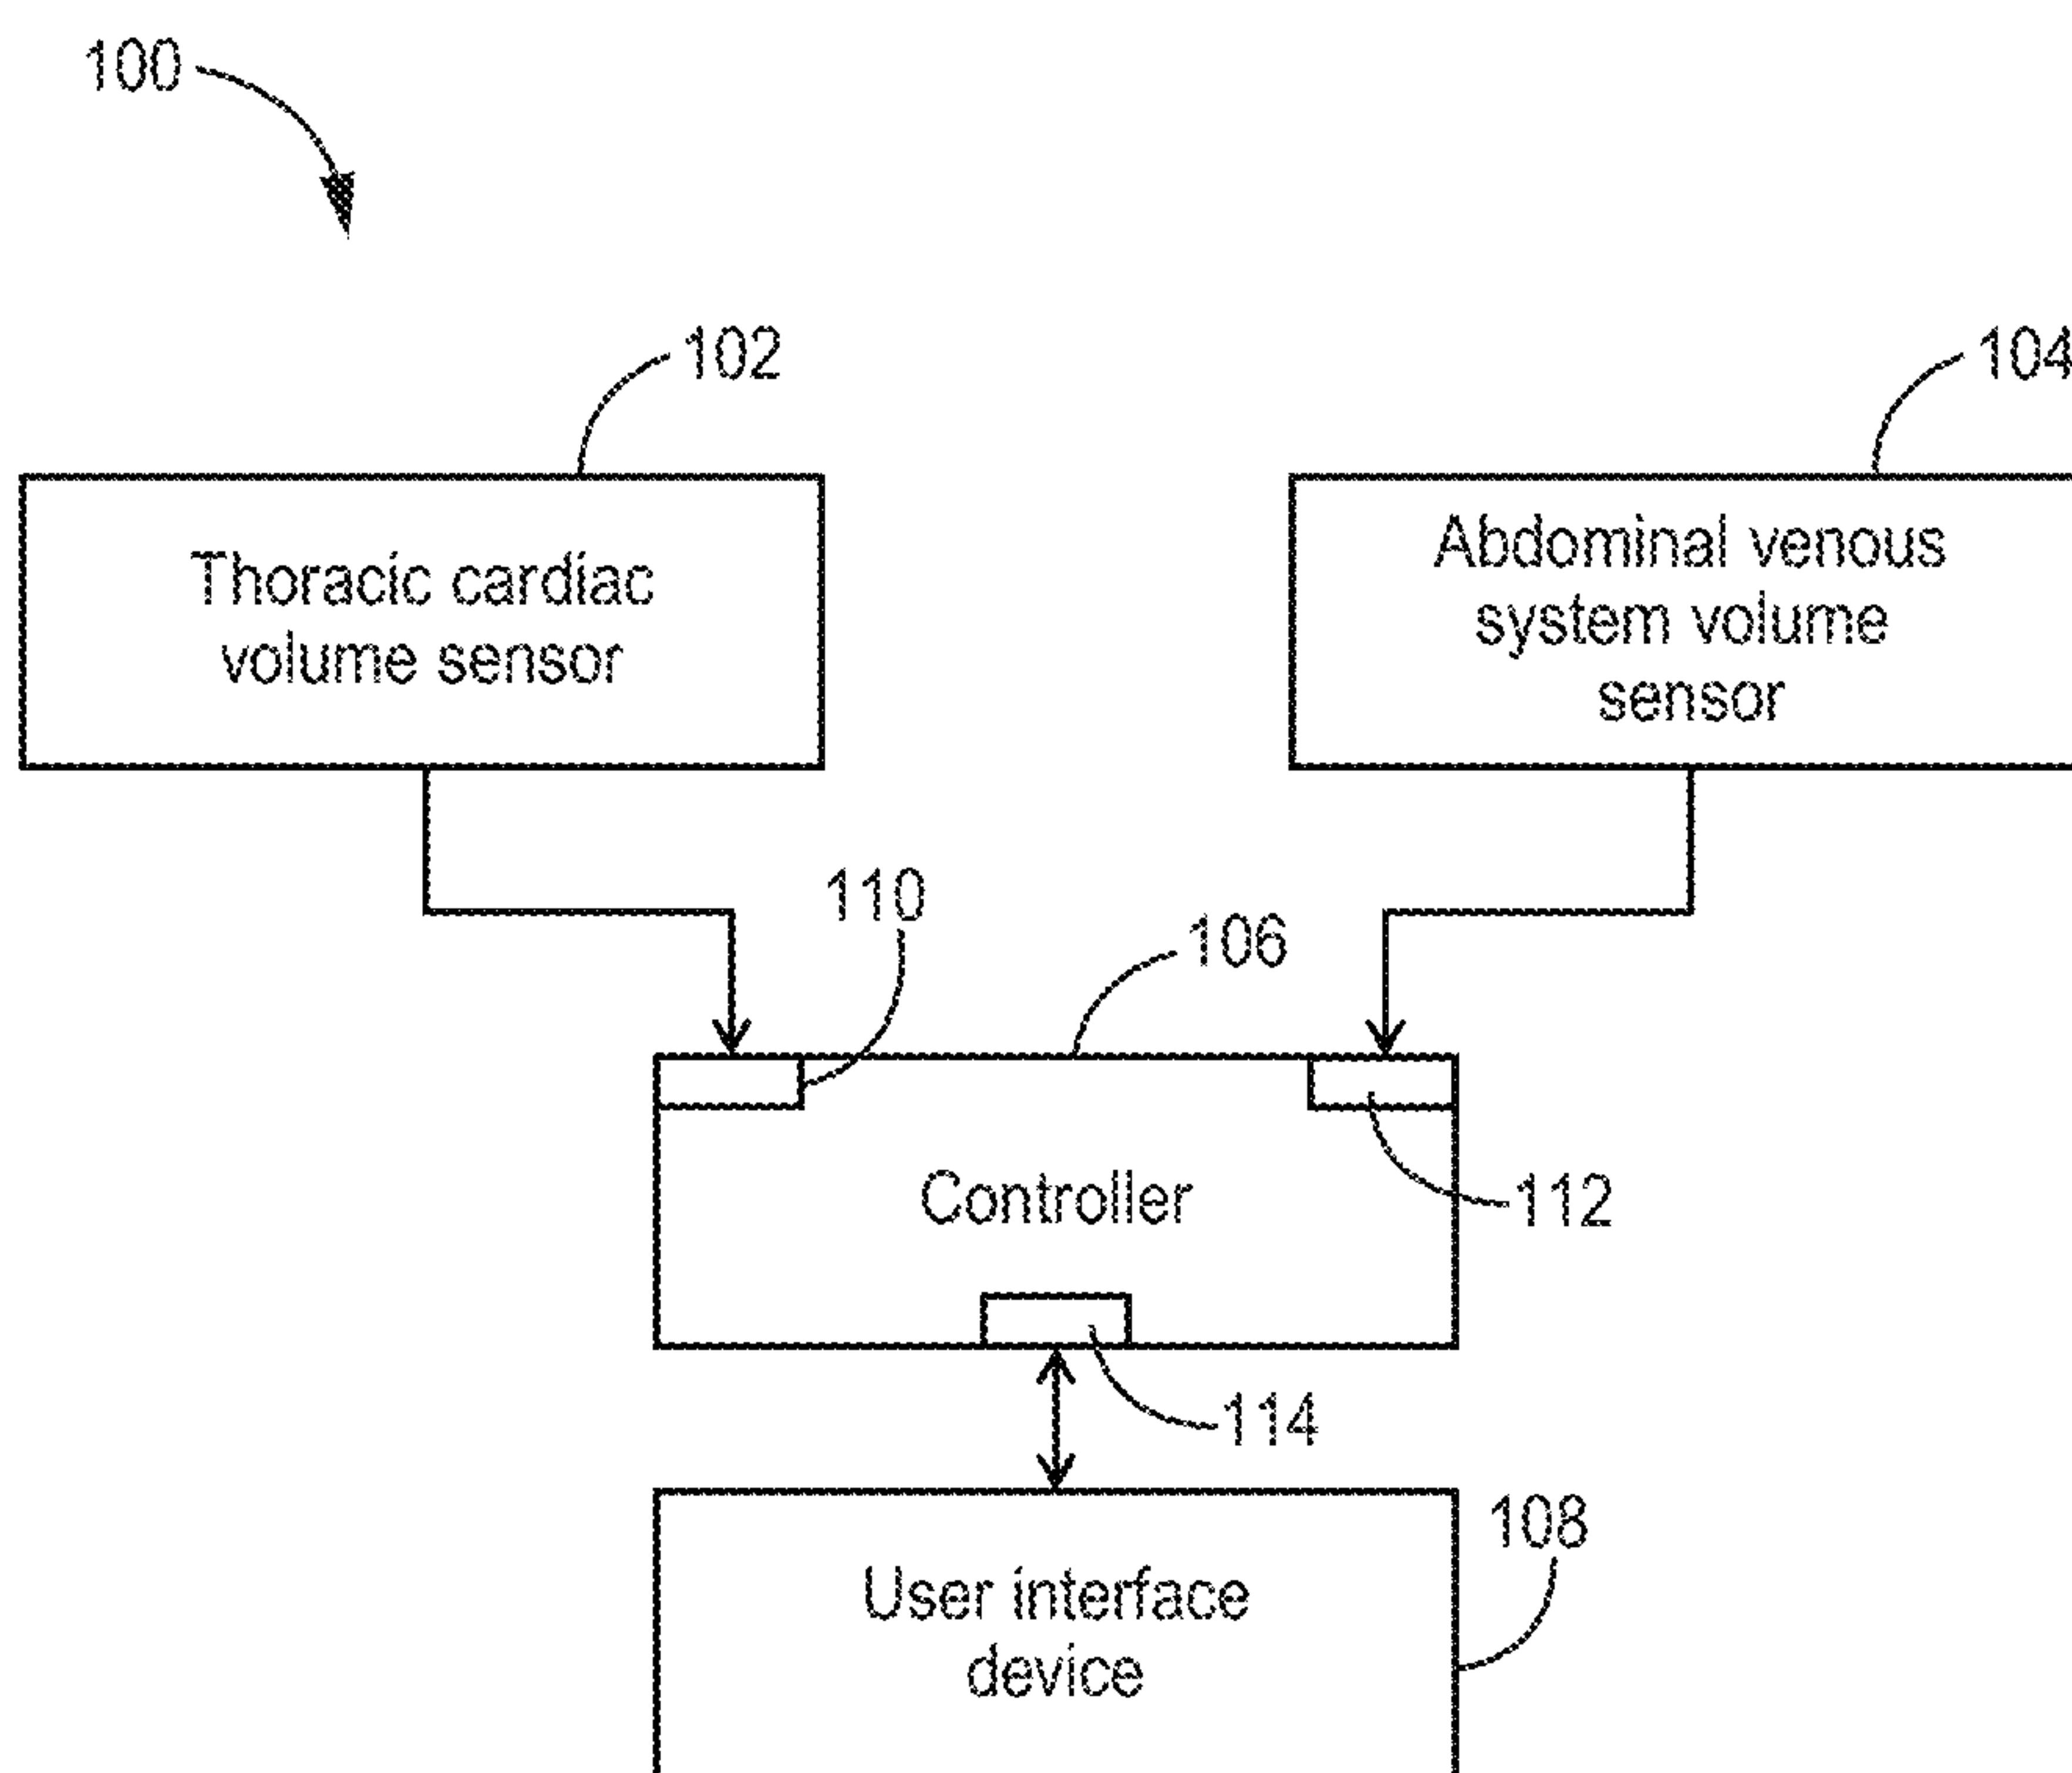 100
102
104
Thoracic cardiac
volume sensor
Abdominal venous
system volume
sensor
110
106
Controller
112
114
108
User interface
device